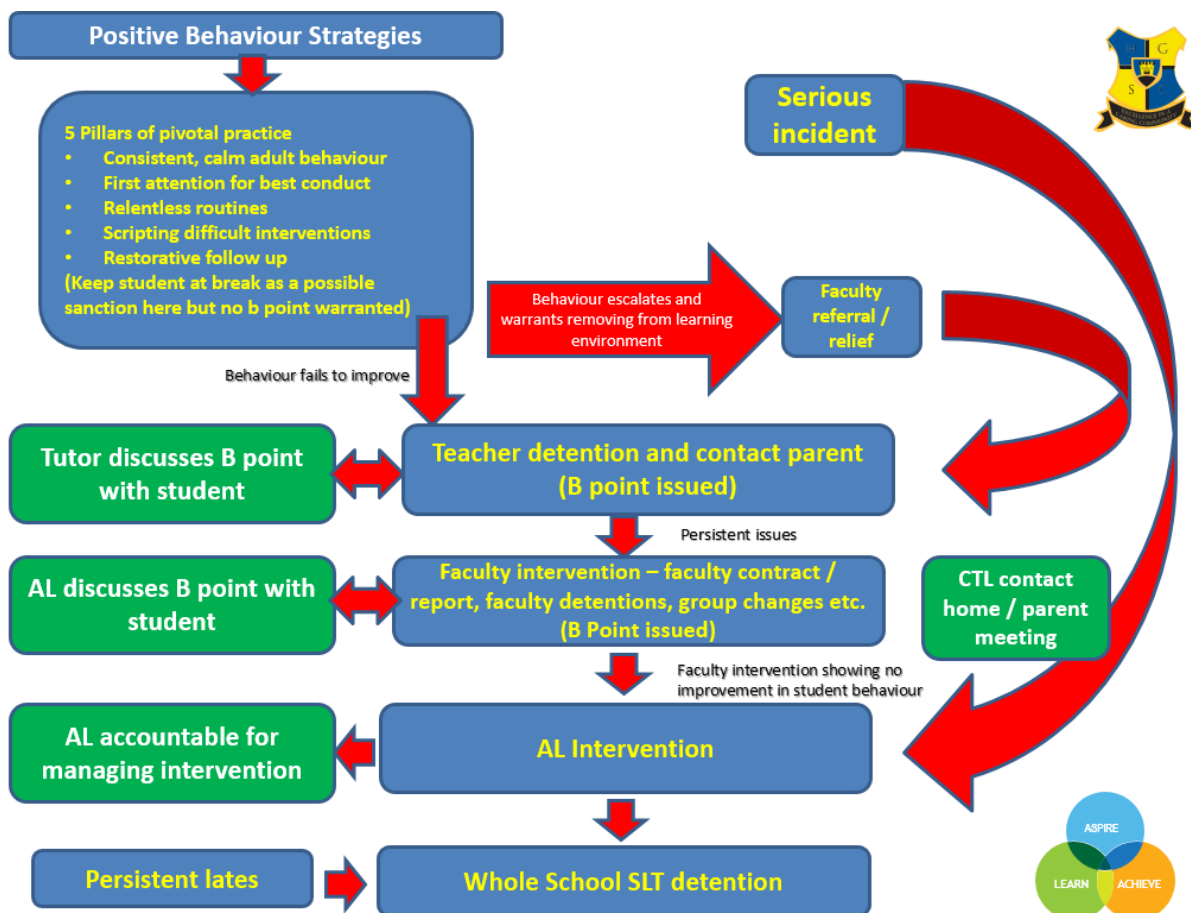 Positive Behaviour Strategies
5 Pillars of pivotal practice
• Consistent, calm adult behaviour
• First attention for best conduct
• Relentless routines
• Scripting difficult interventions
• Restorative follow up
(Keep student at break as a possible
sanction here but no b point warranted)
Serious
incident
H G
S C
EXCELLENCE IN A
CARING COMMUNITY
Behaviour escalates and
warrants removing from learning
environment
Faculty
referral /
relief
Behaviour fails to improve
Tutor discusses B point
with student
Teacher detention and contact parent
(B point issued)
Persistent issues
AL discusses B point with
student
Faculty intervention – faculty contract /
report, faculty detentions, group changes etc.
(B Point issued)
CTL contact
home / parent
meeting
Faculty intervention showing no
improvement in student behaviour
AL accountable for
managing intervention
AL Intervention
Persistent lates
Whole School SLT detention
ASPIRE
LEARN
ACHIEVE